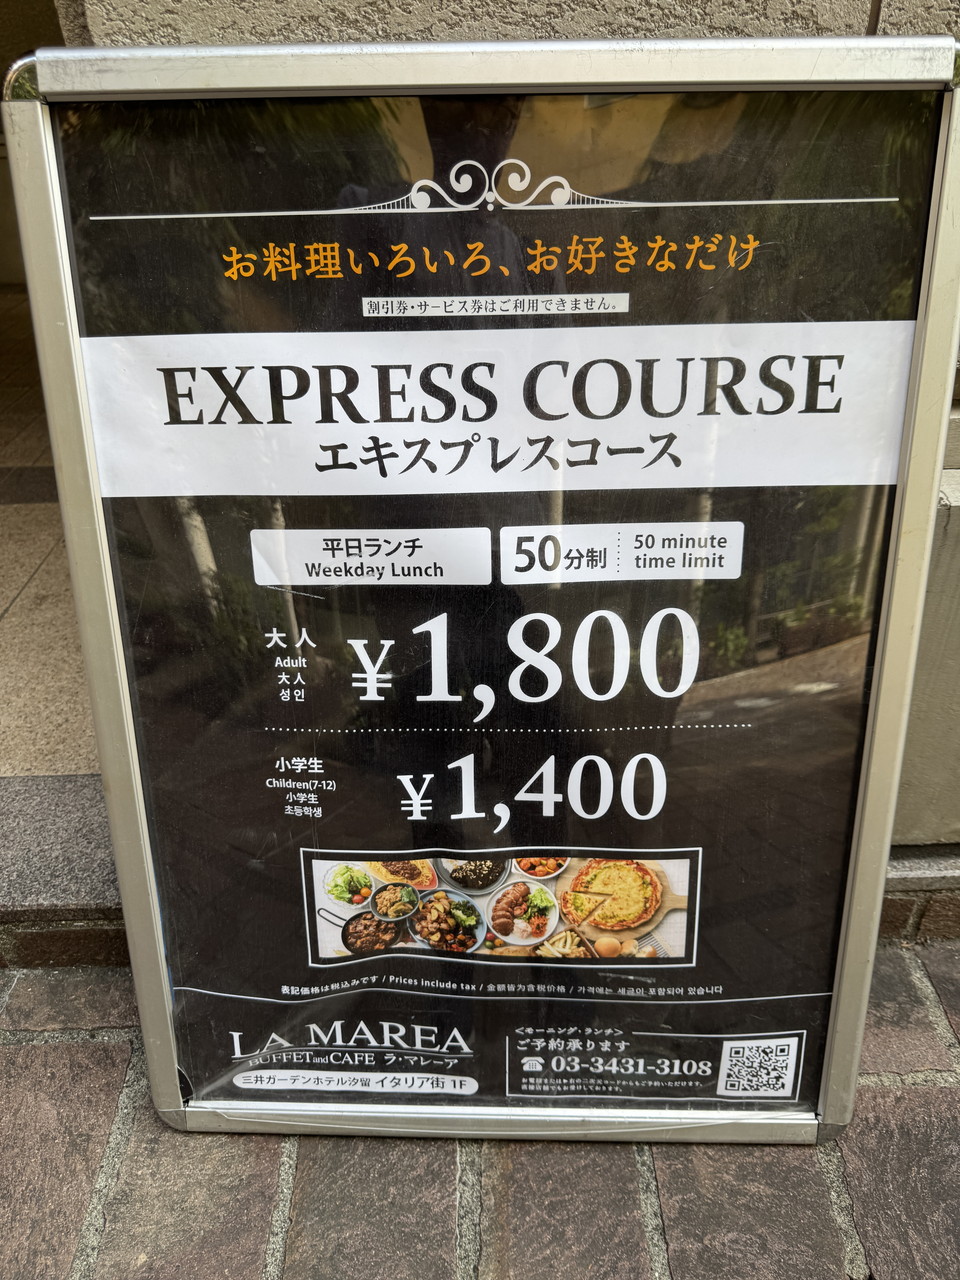 お料理いろいろ、お好きなだけ
割引券・サービス券はご利用できません。
EXPRESS COURSE
エキスプレスコース
平日ランチ
Weekday Lunch
50分制
50 minute
time limit
大人
Adult
大人
성인
¥1,800
小学生
Children(7-12)
小学生
초등학생
¥1,400
表記価格は税込みです / Prices include tax / 金額皆为含税价格 / 가격에는 세금이 포함되어 있습니다
LA MAREA
BUFFET and CAFE ラ・マレーア
三井ガーデンホテル汐留 イタリア街 1F
<モーニング・ランチ>
ご予約承ります
03-3431-3108